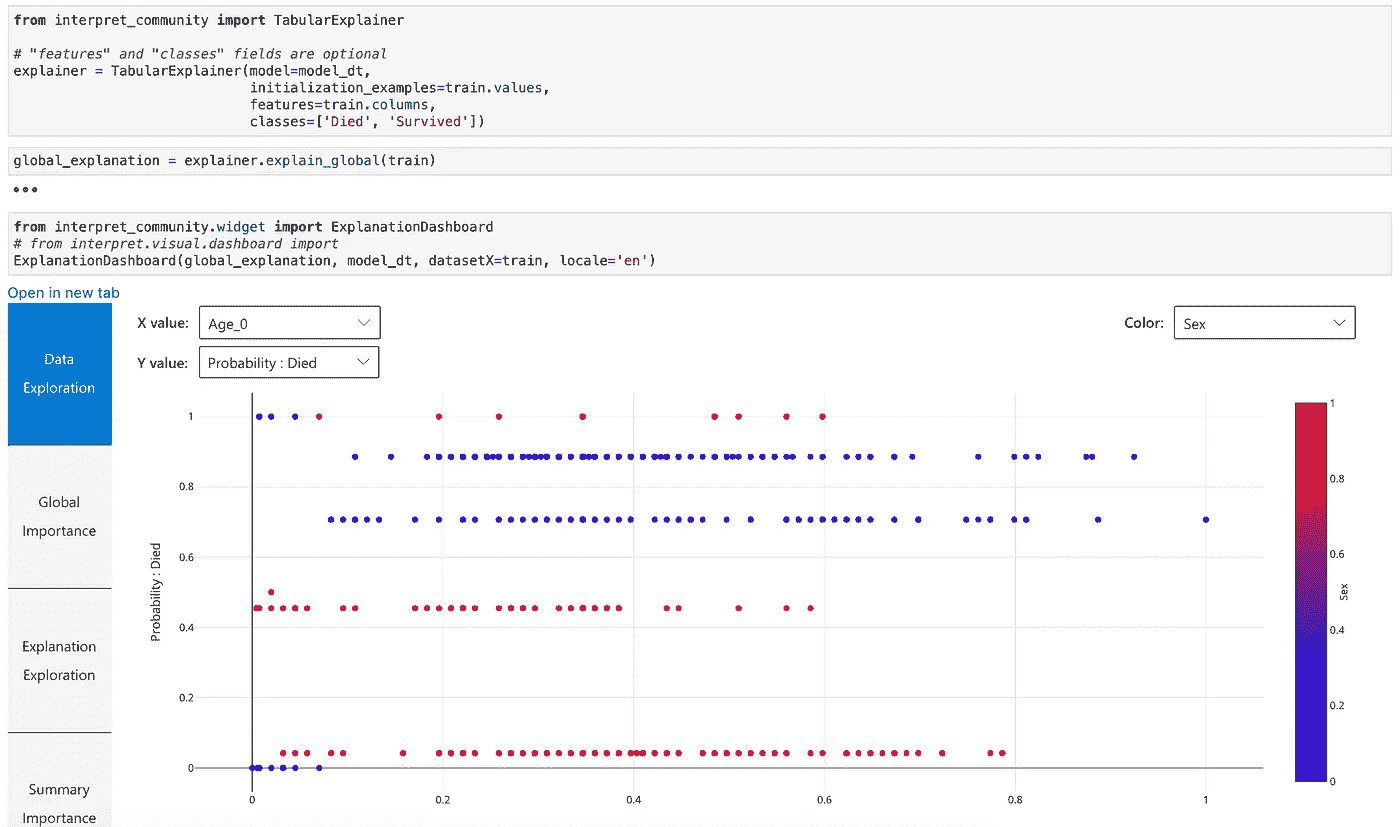 from interpret_community import TabularExplainer
# "features" and "classes" fields are optional
explainer = TabularExplainer(model=model_dt,
initialization_examples=train.values,
features=train.columns,
classes=['Died', 'Survived'])
global_explanation = explainer.explain_global(train)
from interpret_community.widget import ExplanationDashboard
# from interpret.visual.dashboard import
ExplanationDashboard(global_explanation, model_dt, datasetX=train, locale='en')
Open in new tab
Data
Exploration
Global
Importance
Explanation
Exploration
Summary
Importance
X value: Age_0
Y value: Probability : Died
Color: Sex
Probability : Died
1
0.8
0.6
0.4
0.2
0
0 0.2 0.4 0.6 0.8 1
1
0.8
0.6
0.4
0.2
0
Sex